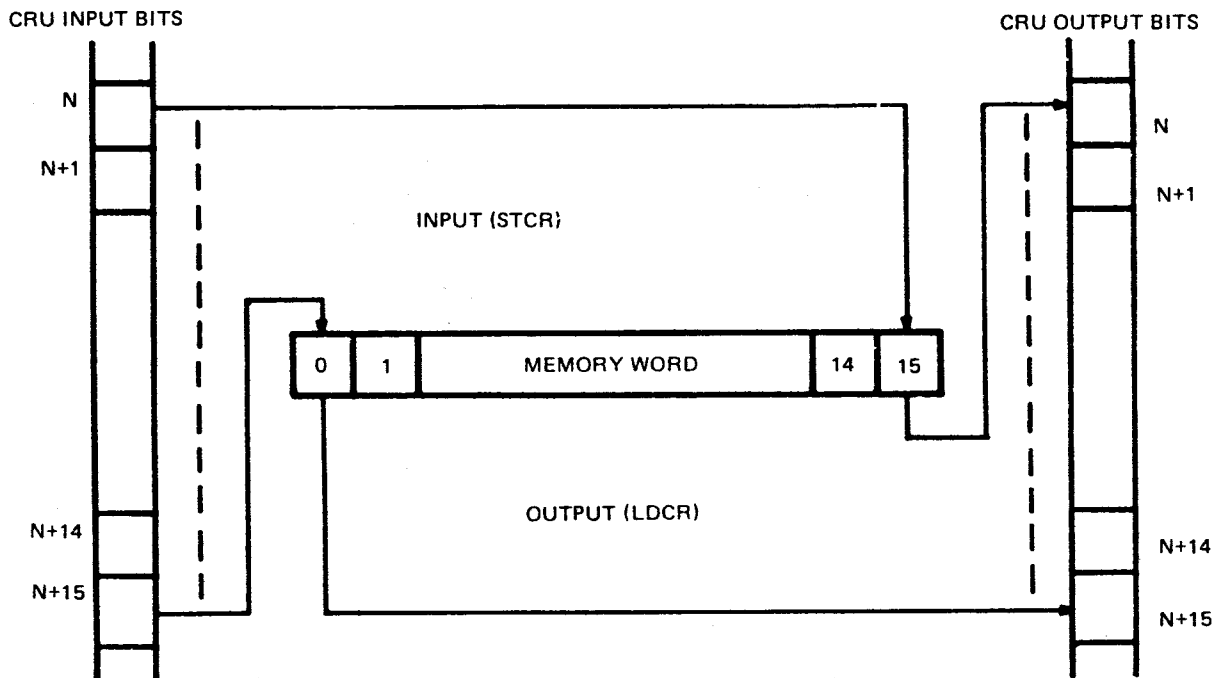 CRU INPUT BITS
CRU OUTPUT BITS
N
N
N+1
N+1
INPUT (STCR)
0
1
MEMORY WORD
14
15
OUTPUT (LDCR)
N+14
N+14
N+15
N+15